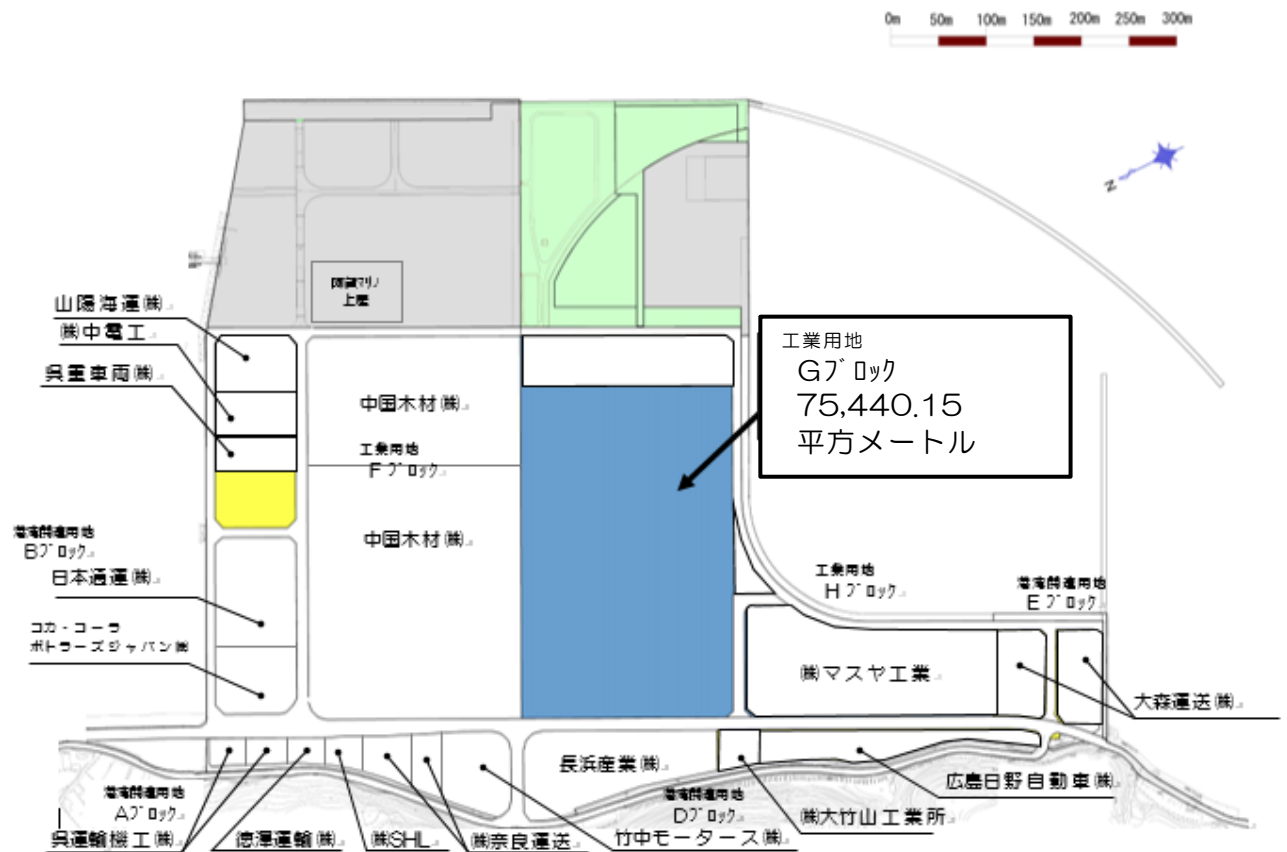 0m 50m 100m 150m 200m 250m 300m
N
山陽海運㈱
㈱中電工
呉重車両㈱
上屋
中国木材㈱
工業用地
Fブロック
中国木材㈱
工業用地
Gブロック
75,440.15
平方メートル
港湾関連用地
Bブロック
日本通運㈱
コカ・コーラ
ボトラーズジャパン㈱
工業用地
Hブロック
港湾関連用地
Eブロック
㈱マスヤ工業
大森運送㈱
長浜産業㈱
広島日野自動車㈱
港湾関連用地
Aブロック
港湾関連用地
Dブロック
㈱大竹山工業所
呉運輸機工㈱
徳澤運輸㈱
㈱SHL
㈱奈良運送
竹中モータース㈱